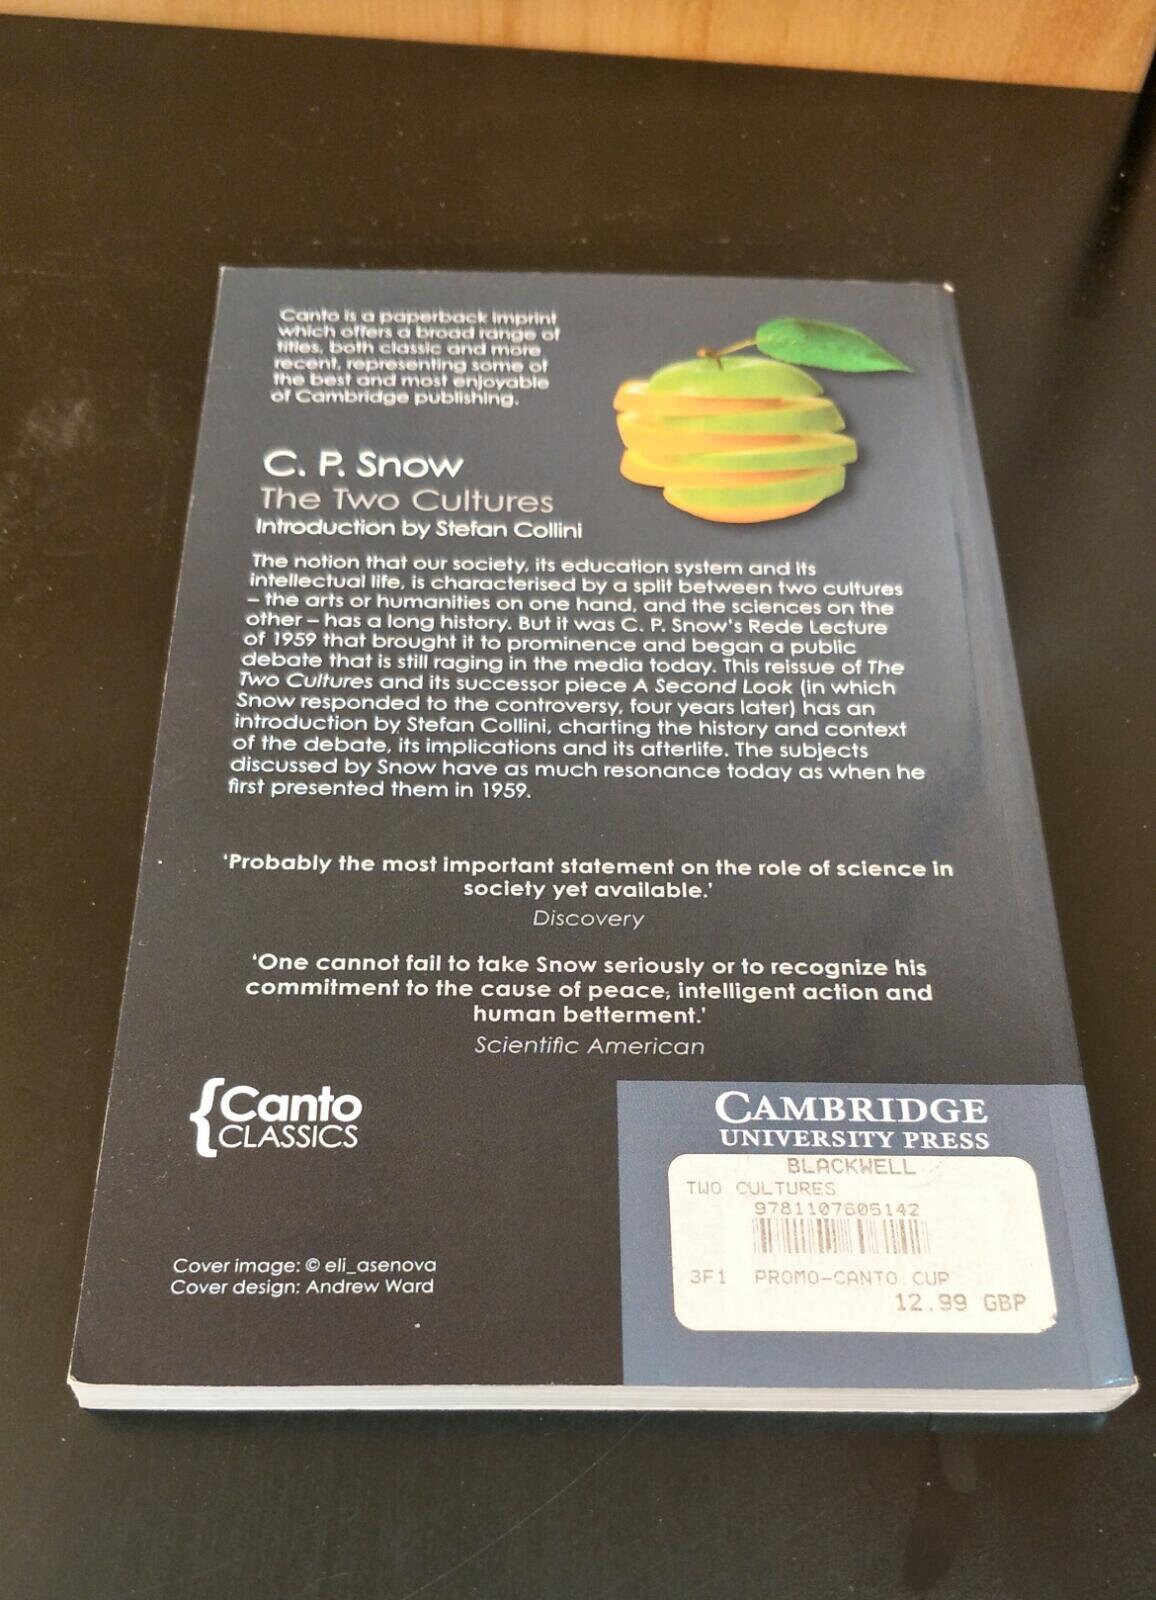 Canto is a paperback imprint
which offers a broad range of
titles, both classic and more
recent, representing some of
the best and most enjoyable
of Cambridge publishing.
C. P. Snow
The Two Cultures
Introduction by Stefan Collini
The notion that our society, its education system and its
intellectual life, is characterised by a split between two cultures
– the arts or humanities on one hand, and the sciences on the
other – has a long history. But it was C. P. Snow's Rede Lecture
of 1959 that brought it to prominence and began a public
debate that is still raging in the media today. This reissue of The
Two Cultures and its successor piece A Second Look (in which
Snow responded to the controversy, four years later) has an
introduction by Stefan Collini, charting the history and context
of the debate, its implications and its afterlife. The subjects
discussed by Snow have as much resonance today as when he
first presented them in 1959.
'Probably the most important statement on the role of science in
society yet available.'
Discovery
'One cannot fail to take Snow seriously or to recognize his
commitment to the cause of peace, intelligent action and
human betterment.'
Scientific American
{Canto
CLASSICS
Cover image: © eli_asenova
Cover design: Andrew Ward
CAMBRIDGE
UNIVERSITY PRESS
BLACKWELL
TWO CULTURES
9781107605142
3F1 PROMO-CANTO CUP
12.99 GBP